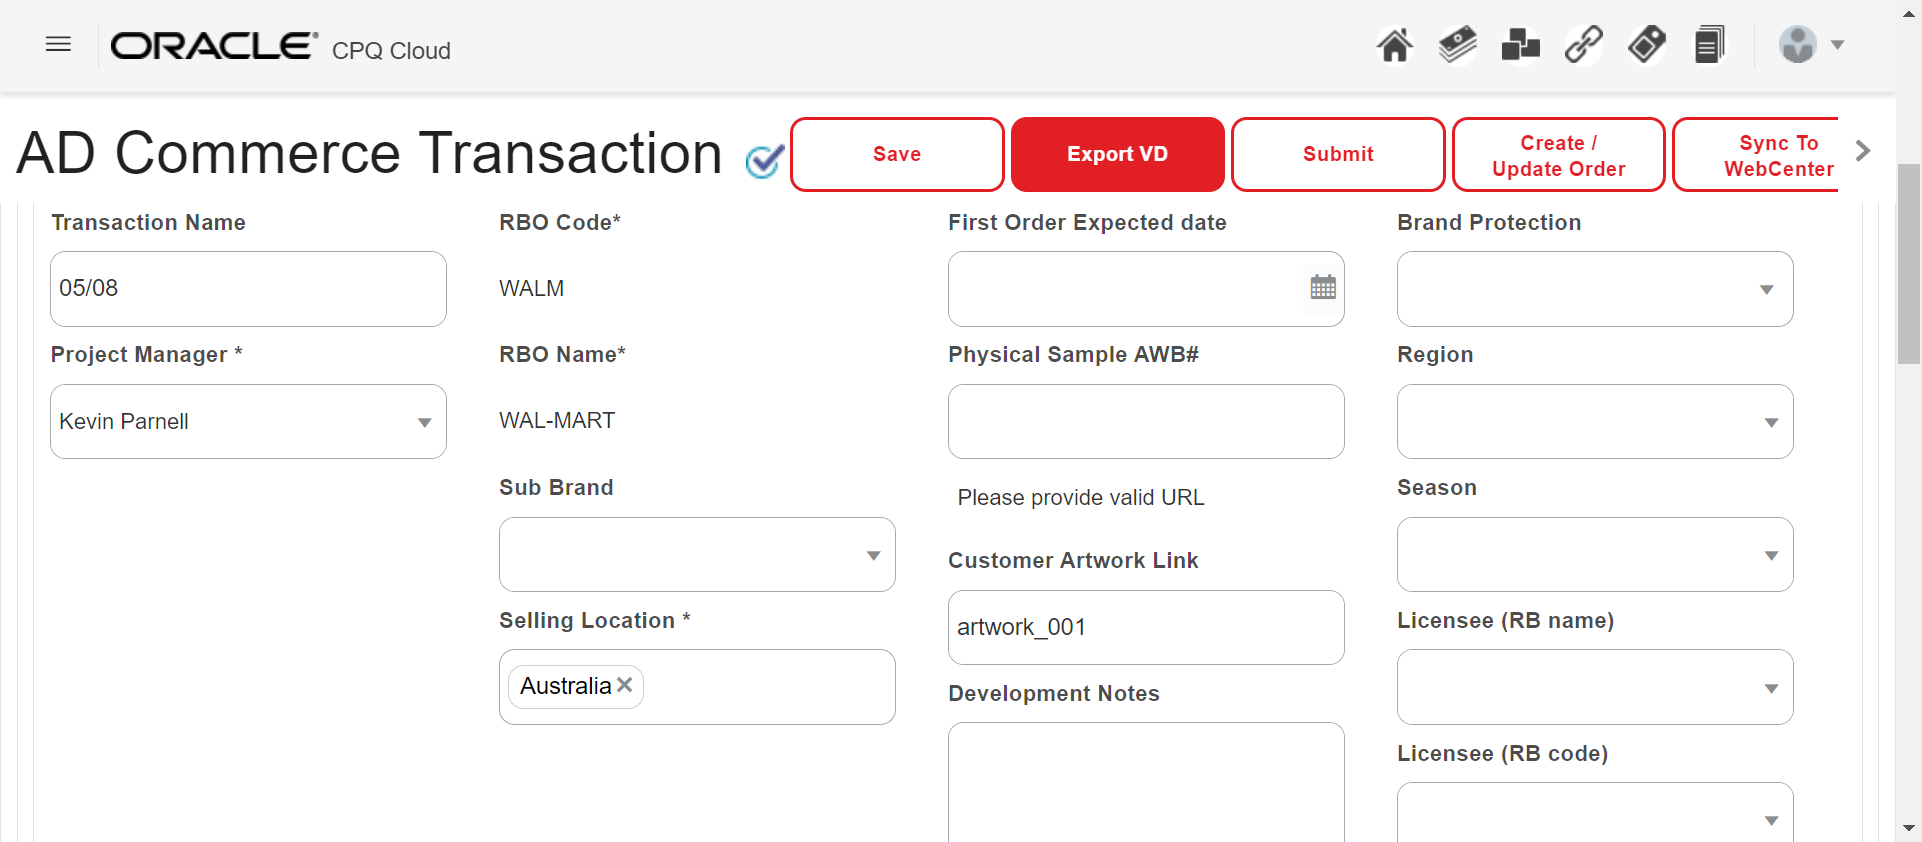 ORACLE® CPQ Cloud
AD Commerce Transaction
Save
Export VD
Submit
Create /
Update Order
Sync To
WebCenter
Transaction Name
05/08
Project Manager *
Kevin Parnell
RBO Code*
WALM
RBO Name*
WAL-MART
Sub Brand
Selling Location *
Australia
First Order Expected date
Physical Sample AWB#
Please provide valid URL
Customer Artwork Link
artwork_001
Development Notes
Brand Protection
Region
Season
Licensee (RB name)
Licensee (RB code)